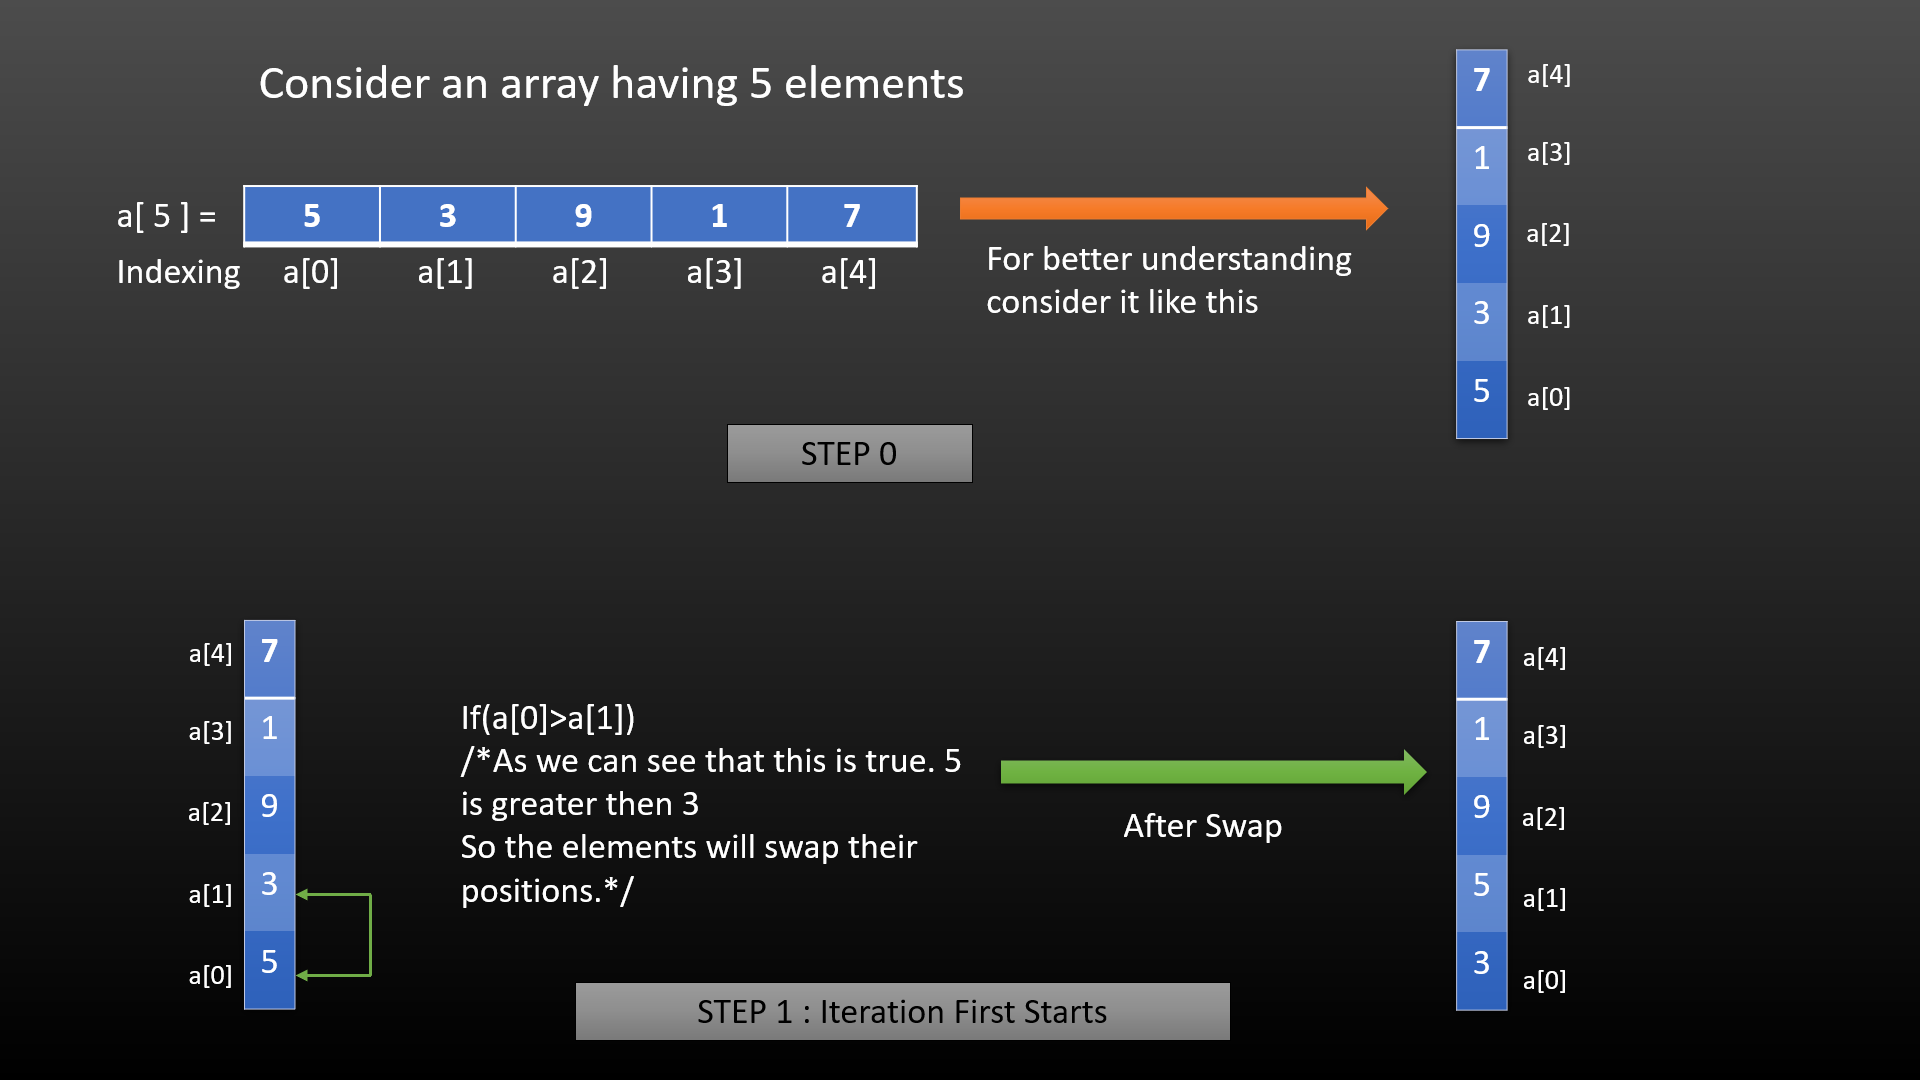 Consider an array having 5 elements
a[ 5 ] = 5 3 9 1 7
Indexing a[0] a[1] a[2] a[3] a[4]
For better understanding
consider it like this
7 a[4]
1 a[3]
9 a[2]
3 a[1]
5 a[0]
STEP 0
a[4] 7
a[3] 1
a[2] 9
a[1] 3
a[0] 5
If(a[0]>a[1])
/*As we can see that this is true. 5
is greater then 3
So the elements will swap their
positions.*/
After Swap
7 a[4]
1 a[3]
9 a[2]
5 a[1]
3 a[0]
STEP 1 : Iteration First Starts